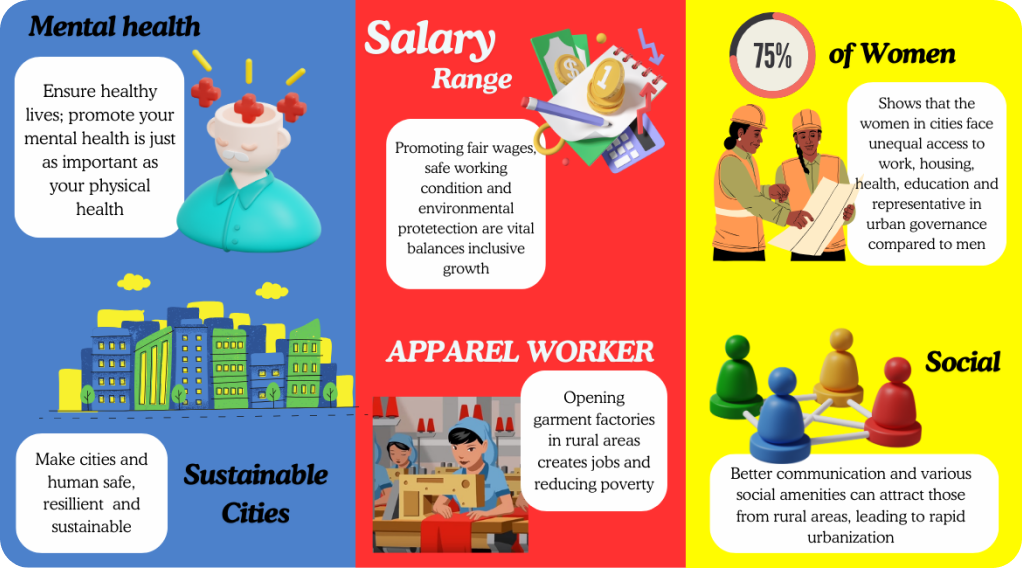 Mental health
Ensure healthy
lives; promote your
mental health is just
as important as
your physical
health
Make cities and
human safe,
resillient and
sustainable
Sustainable
Cities
Salary
Range
1
$
Promoting fair wages,
safe working
condition and
environmental
protetection are vital
balances inclusive
growth
APPAREL WORKER
Opening
garment factories
in rural areas
creates jobs and
reducing poverty
75%
of Women
Shows that the
women in cities face
unequal access to
work, housing,
health, education and
representative in
urban governance
compared to men
Social
Better communication and various
social amenities can attract those
from rural areas, leading to rapid
urbanization